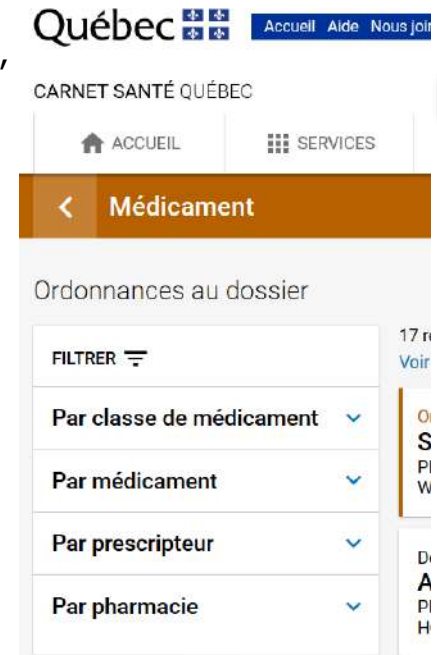 Québec
Accueil Aide Nous
,
CARNET SANTÉ QUÉBEC
ACCUEIL SERVICES
Médicament
Ordonnances au dossier
17
FILTRER
Voir
Par classe de médicament
Par médicament
Par prescripteur
Par pharmacie